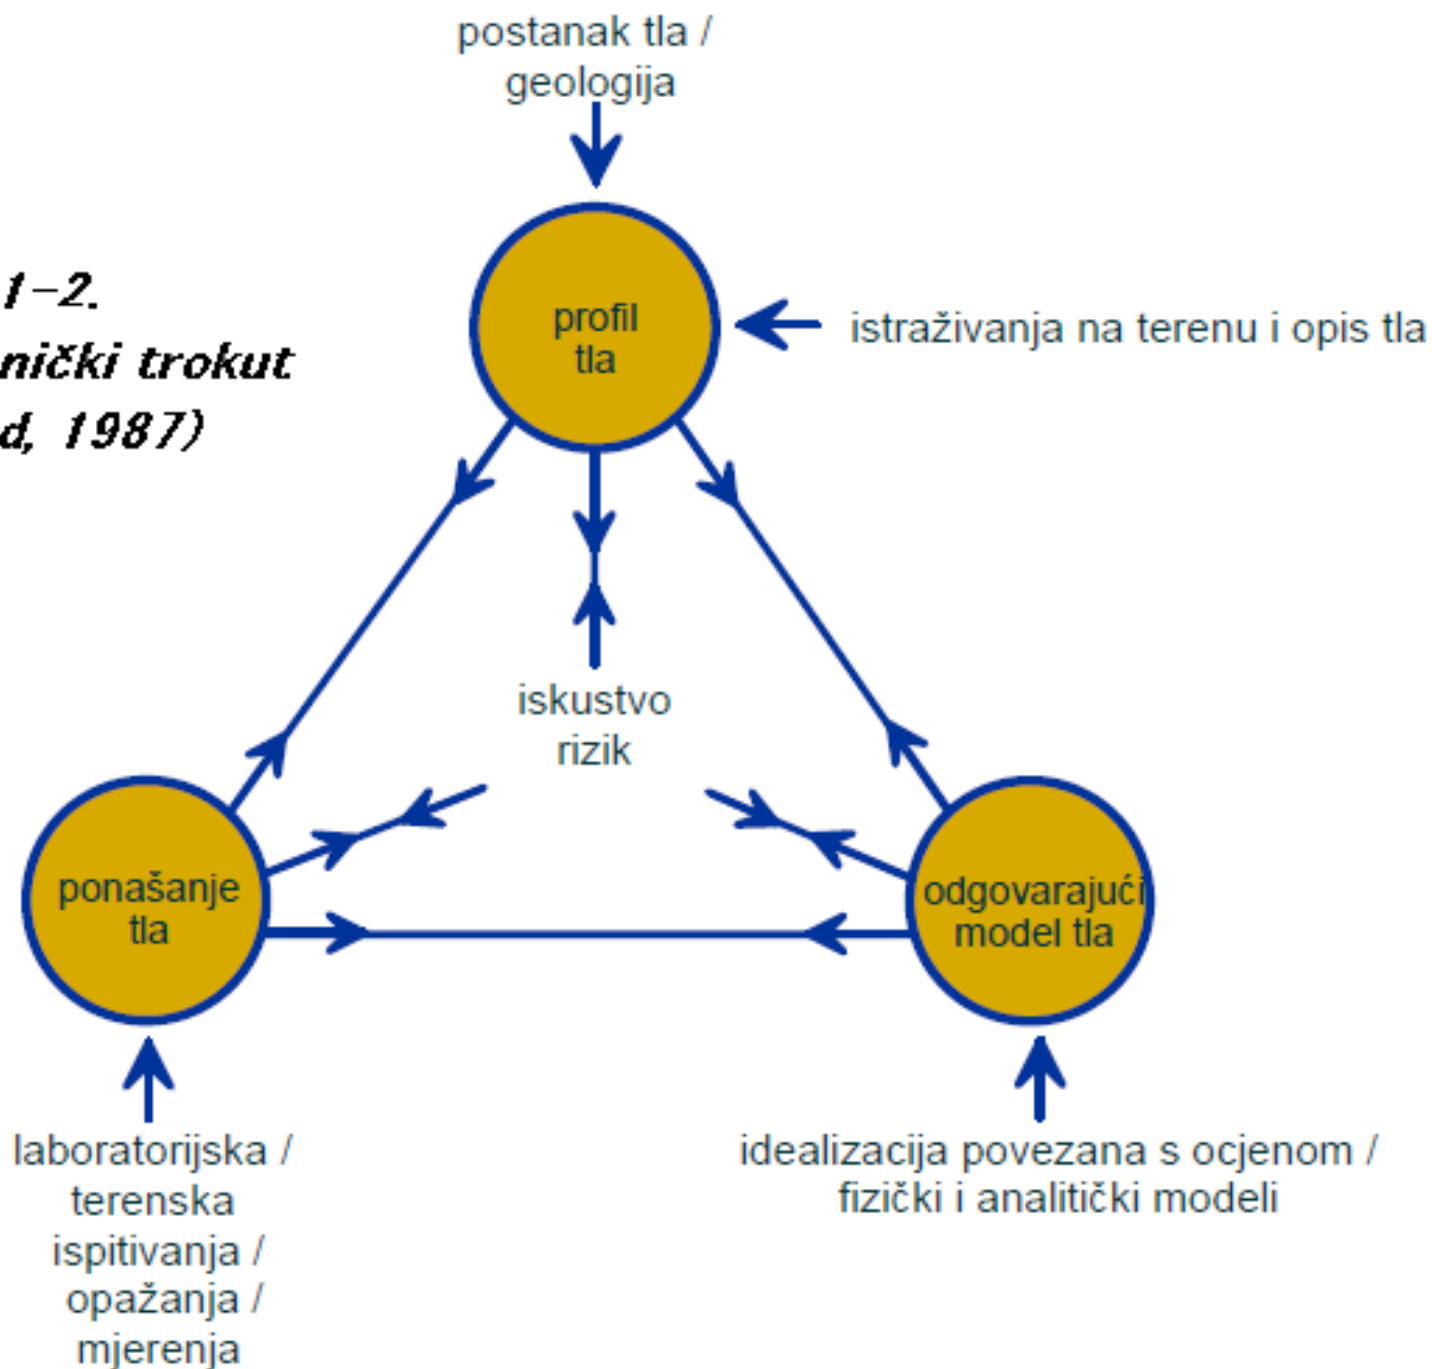 postanak tla /
geologija
1-2.
nički trokut
d, 1987)
profil
tla
istraživanja na terenu i opis tla
iskustvo
rizik
ponašanje
tla
odgovarajući
model tla
laboratorijska /
terenska
ispitivanja /
opažanja /
mjerenja
idealizacija povezana s ocjenom /
fizički i analitički modeli